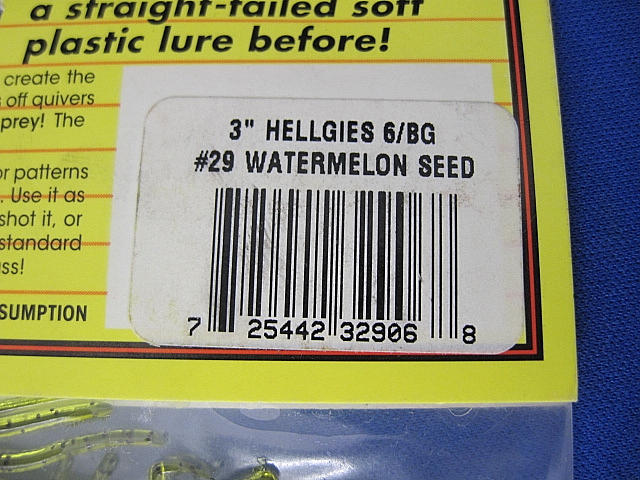 a straight-tailed soft
plastic lure before!
create the
off quivers
prey! The
or patterns
. Use it as
shot it, or
standard
ss!
SUMPTION
3" HELLGIES 6/BG
#29 WATERMELON SEED
7 25442 32906 8